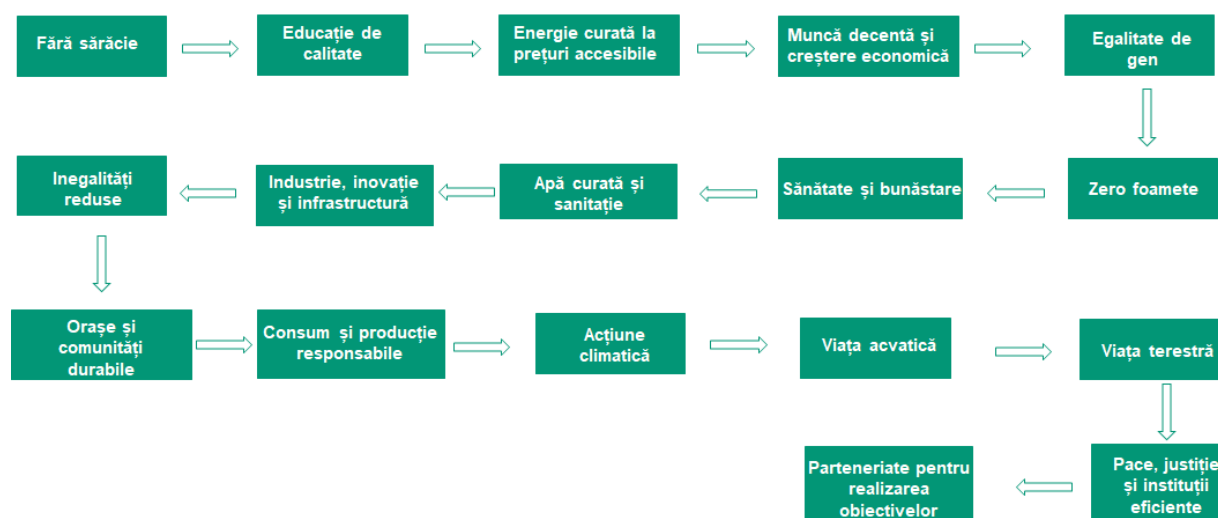 Fără sărăcie
Educație de
calitate
Energie curată la
prețuri accesibile
Muncă decentă și
creștere economică
Egalitate de
gen
Zero foamete
Sănătate și bunăstare
Apă curată și
sanitație
Industrie, inovație
și infrastructură
Inegalități
reduse
Orașe și
comunități
durabile
Consum și producție
responsabile
Acțiune
climatică
Viața acvatică
Viața terestră
Pace, justiție
și instituții
eficiente
Parteneriate pentru
realizarea
obiectivelor